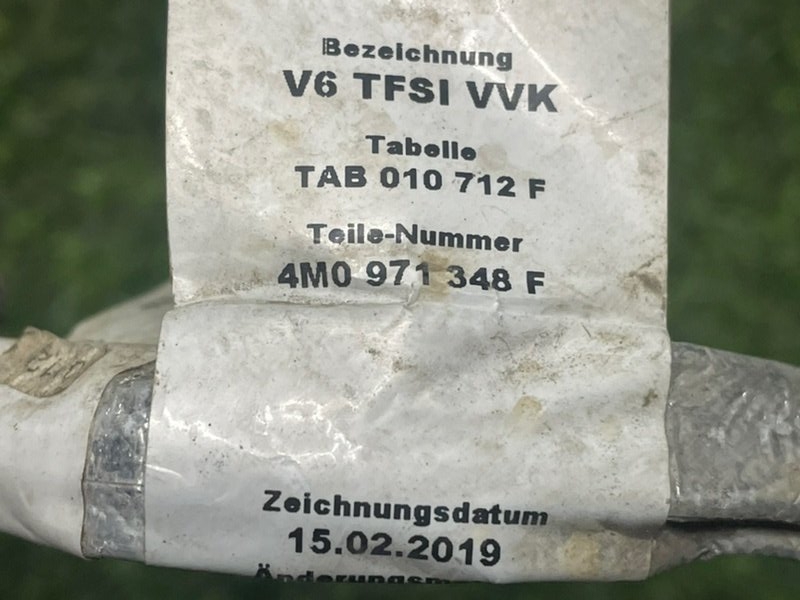 Bezeichnung
V6 TFSI VVK
Tabelle
TAB 010 712 F
Teile-Nummer
4M0 971 348 F
Zeichnungsdatum
15.02.2019